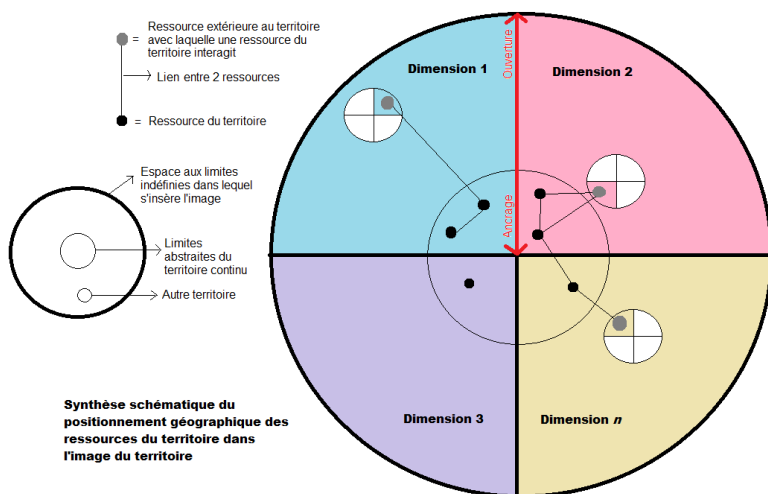 Ressource extérieure au territoire
= avec laquelle une ressource du
territoire interagit
Lien entre 2 ressources
= Ressource du territoire
Espace aux limites
indéfinies dans lequel
s'insère l'image
Limites
abstraites du
territoire continu
Autre territoire
Synthèse schématique du
positionnement géographique des
ressources du territoire dans
l'image du territoire
Dimension 1
Dimension 2
Ouverture
Ancrage
Dimension 3
Dimension n